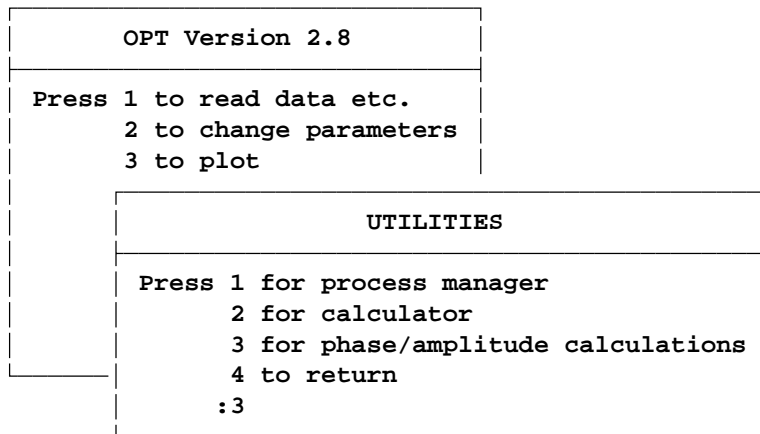 OPT Version 2.8
Press 1 to read data etc.
2 to change parameters
3 to plot
UTILITIES
Press 1 for process manager
2 for calculator
3 for phase/amplitude calculations
4 to return
:3